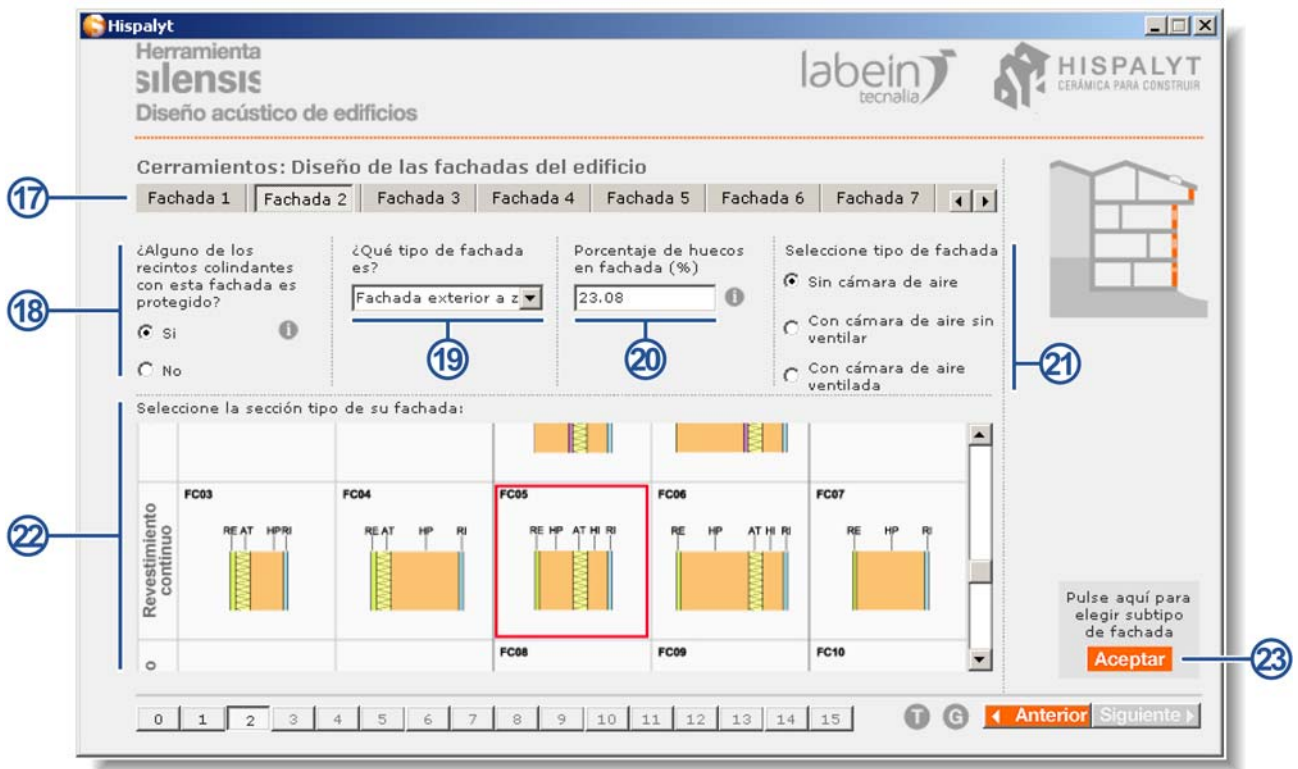 Hispalyt
Herramienta
silensis
Diseño acústico de edificios
labein
tecnalia
HISPALYT
CERÁMICA PARA CONSTRUIR
Cerramientos: Diseño de las fachadas del edificio
17
Fachada 1 Fachada 2 Fachada 3 Fachada 4 Fachada 5 Fachada 6 Fachada 7
18
¿Alguno de los
recintos colindantes
con esta fachada es
protegido?
Si
i
No
¿Qué tipo de fachada
es?
Fachada exterior a z
19
Porcentaje de huecos
en fachada (%)
23.08
i
20
Seleccione tipo de fachada
Sin cámara de aire
Con cámara de aire sin
ventilar
Con cámara de aire
ventilada
21
Seleccione la sección tipo de su fachada:
22
Revestimiento
continuo
FC03 FC04 FC05 FC06 FC07
RE AT HP RI
RE AT HP RI
RE HP AT HI RI
RE HP AT HI RI
RE HP RI
FC08 FC09 FC10
Pulse aquí para
elegir subtipo
de fachada
Aceptar
23
0 1 2 3 4 5 6 7 8 9 10 11 12 13 14 15
T G Anterior Siguiente